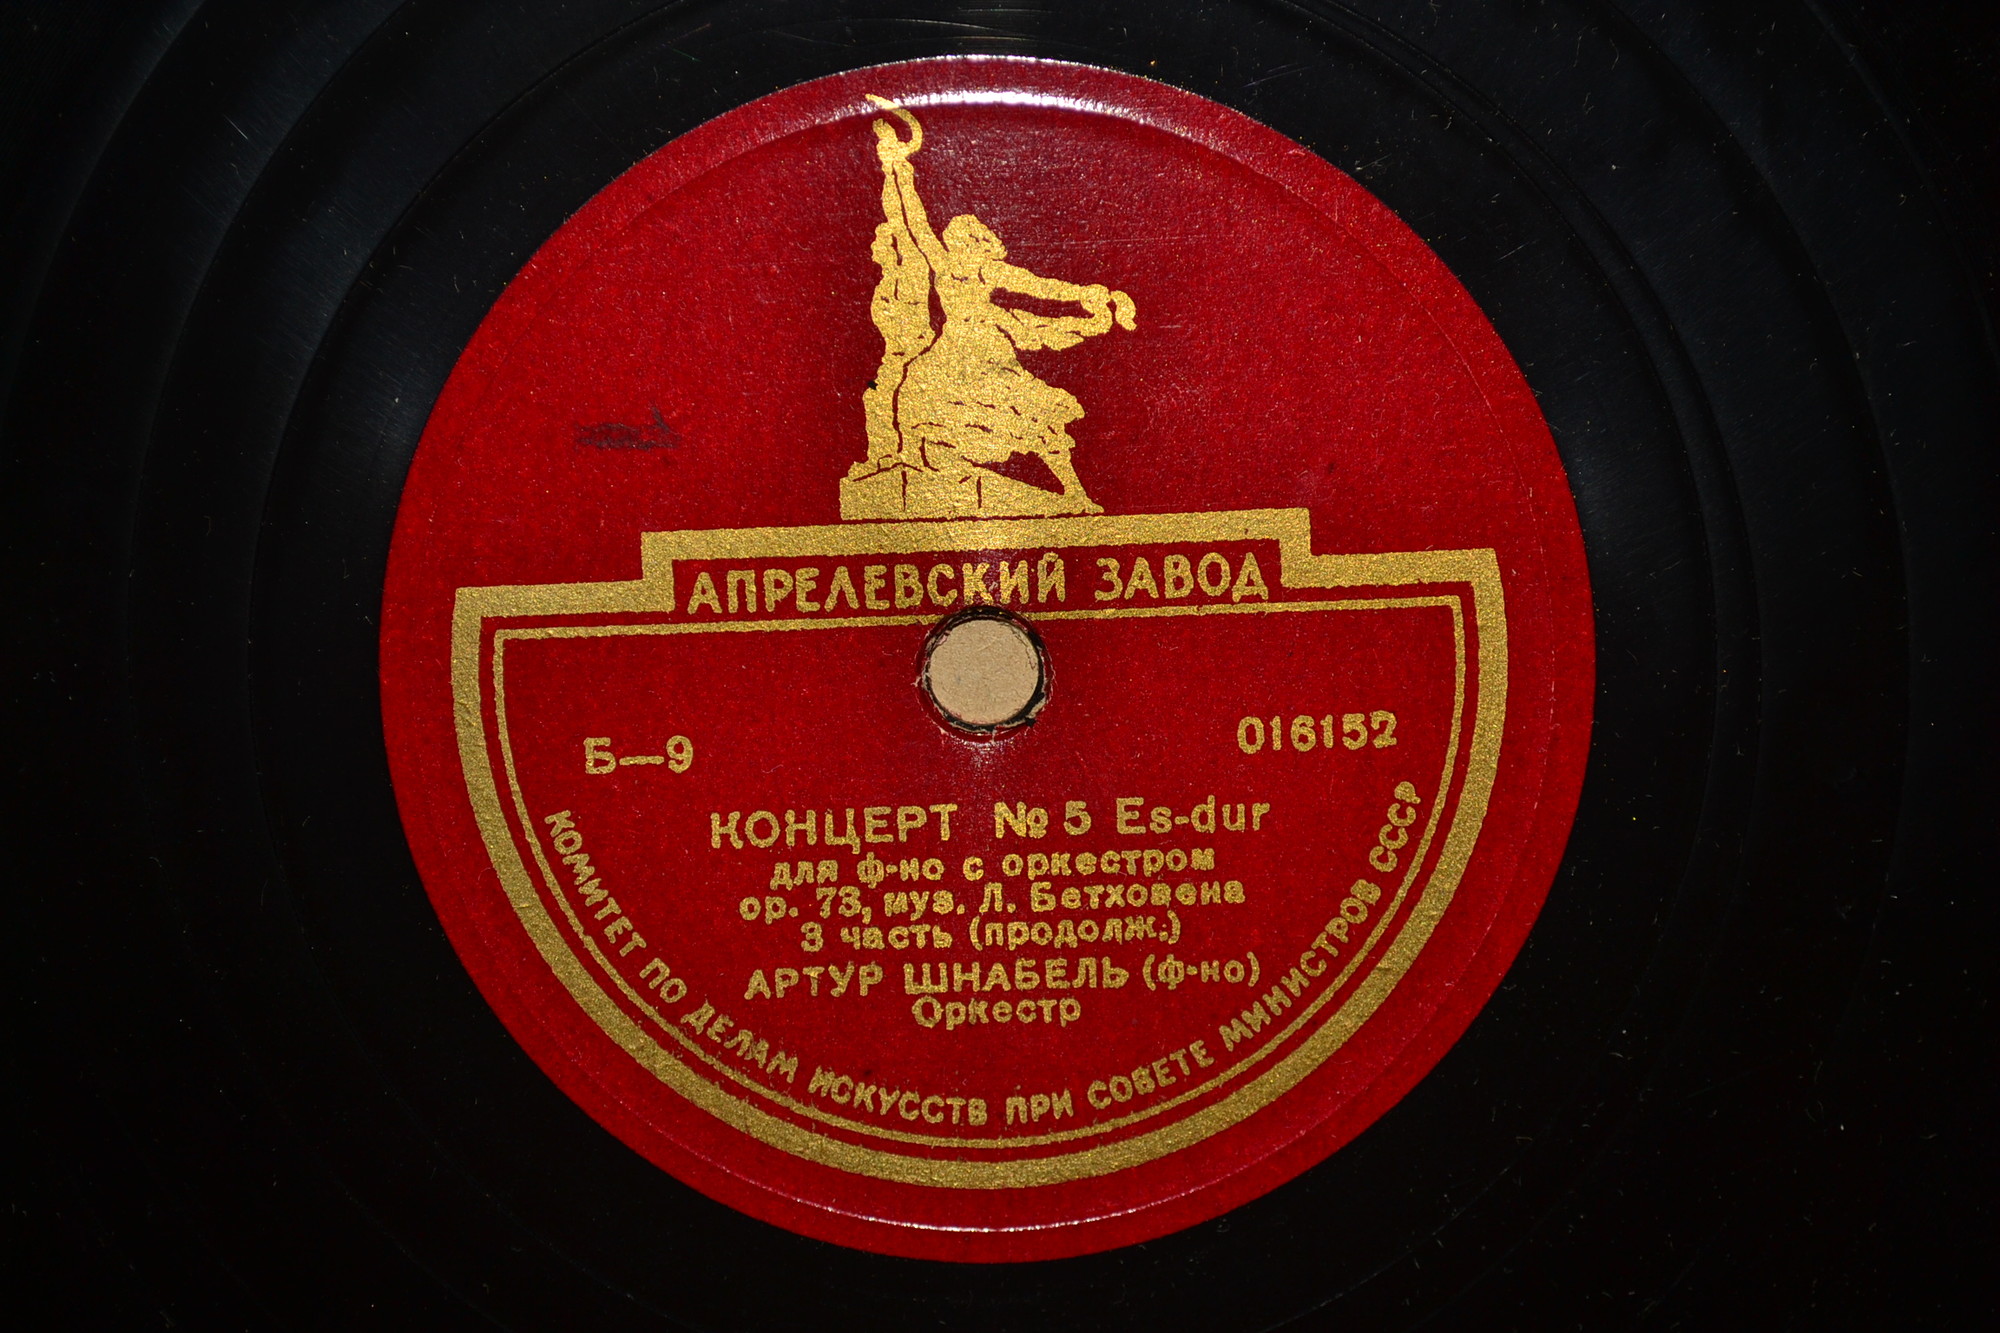 АПРЕЛЕВСКИЙ ЗАВОД
Б—9
016152
КОНЦЕРТ № 5 Es-dur
для ф-но с оркестром
ор. 73, муз. Л. Бетховена
3 часть (продолж.)
АРТУР ШНАБЕЛЬ (ф-но)
Оркестр
КОМИТЕТ ПО ДЕЛАМ ИСКУССТВ ПРИ СОВЕТЕ МИНИСТРОВ СССР